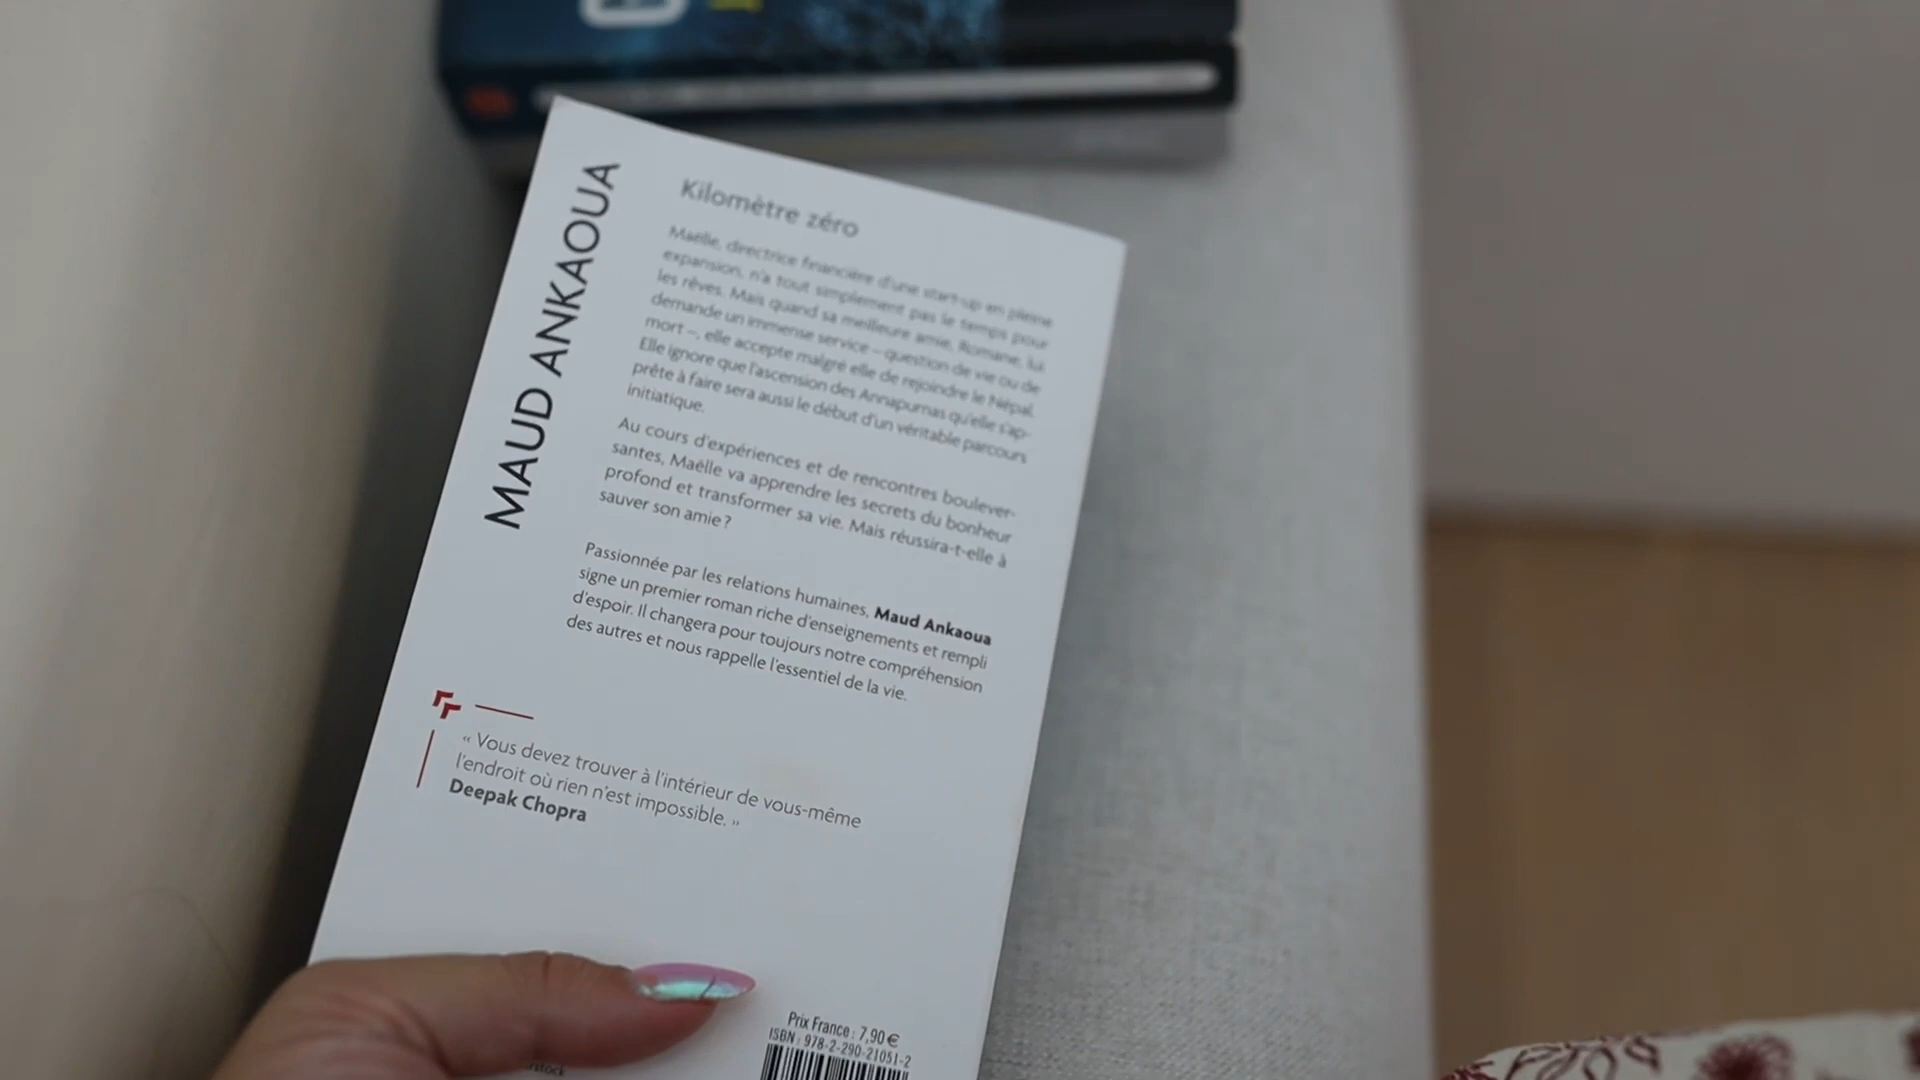 MAUD ANKAOUA
Kilomètre zéro
Maëlle, directrice financière d'une start-up en pleine
expansion, n'a tout simplement pas le temps pour
les rêves. Mais quand sa meilleure amie, Romane, lui
demande un immense service – question de vie ou de
mort –, elle accepte malgré elle de rejoindre le Népal.
Elle ignore que l'ascension des Annapurnas qu'elle s'ap-
prête à faire sera aussi le début d'un véritable parcours
initiatique.
Au cours d'expériences et de rencontres boulever-
santes, Maëlle va apprendre les secrets du bonheur
profond et transformer sa vie. Mais réussira-t-elle à
sauver son amie ?
Passionnée par les relations humaines, Maud Ankaoua
signe un premier roman riche d'enseignements et rempli
d'espoir. Il changera pour toujours notre compréhension
des autres et nous rappelle l'essentiel de la vie.
« Vous devez trouver à l'intérieur de vous-même
l'endroit où rien n'est impossible. »
Deepak Chopra
Prix France : 7,90 €
ISBN : 978-2-290-21051-2